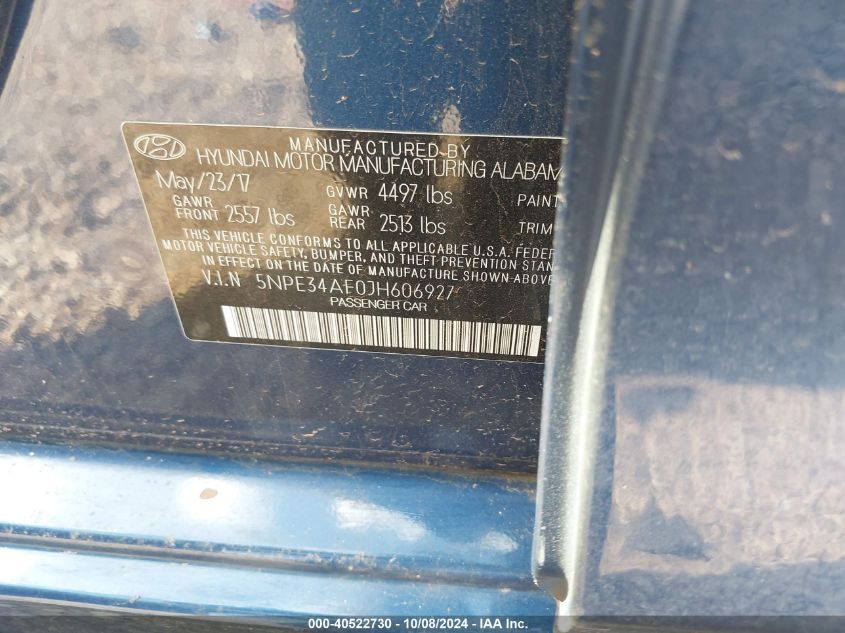 MANUFACTURED BY
HYUNDAI MOTOR MANUFACTURING ALABAM
May/23/17 GVWR 4497 lbs PAINT
GAWR FRONT 2557 lbs GAWR REAR 2513 lbs TRIM
THIS VEHICLE CONFORMS TO ALL APPLICABLE U.S.A. FEDER
MOTOR VEHICLE SAFETY, BUMPER, AND THEFT PREVENTION STAN
IN EFFECT ON THE DATE OF MANUFACTURE SHOWN ABOVE
V.I.N 5NPE34AF0JH606927
PASSENGER CAR
000-40522730 - 10/08/2024 - IAA Inc.